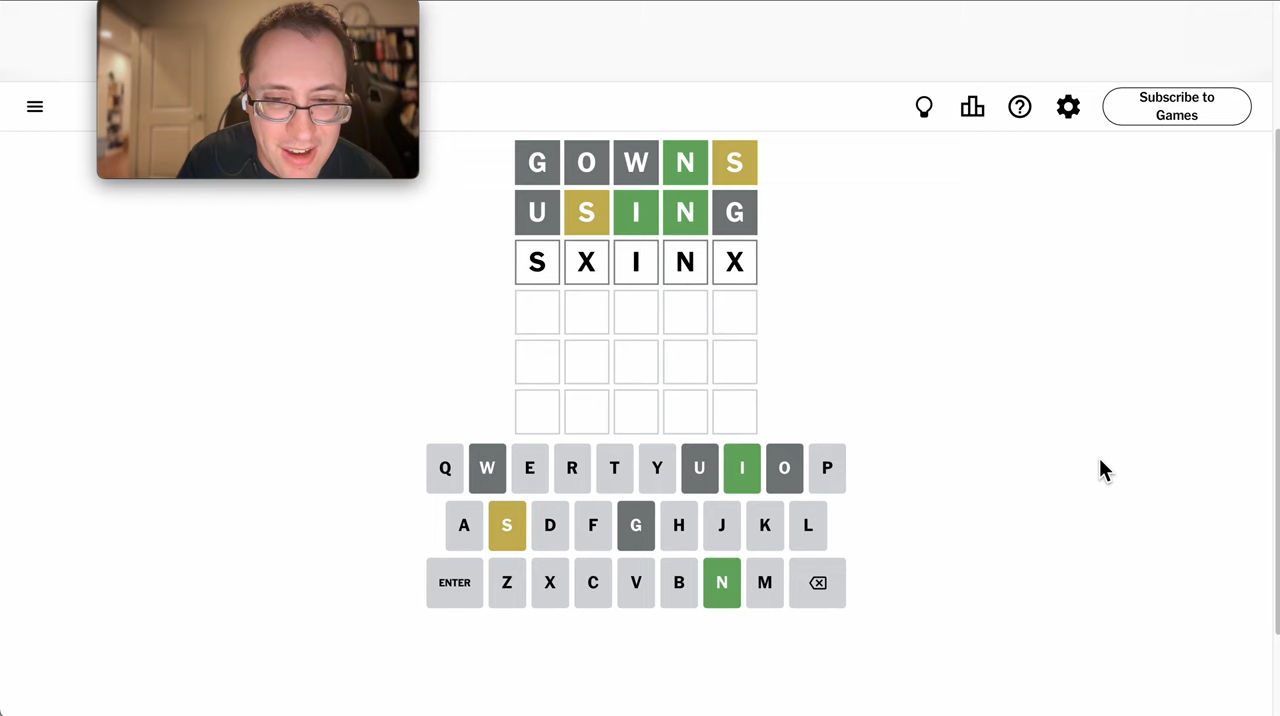 Subscribe to
Games
G O W N S
U S I N G
S X I N X
Q W E R T Y U I O P
A S D F G H J K L
ENTER Z X C V B N M